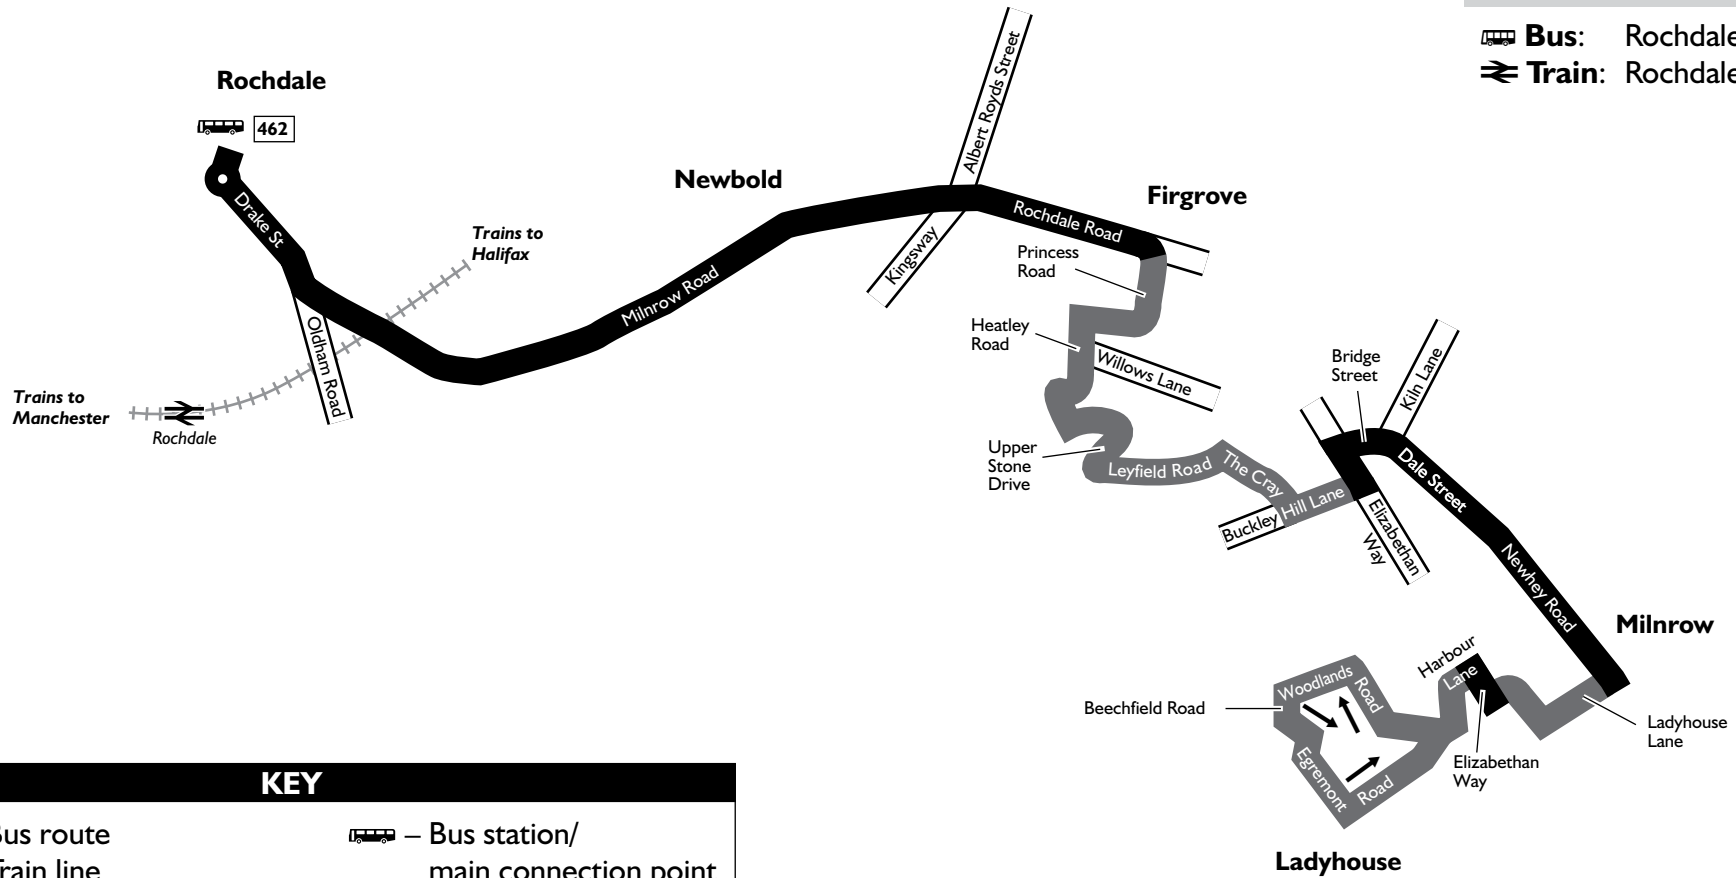 Bus: Rochdale
Train: Rochdale
Rochdale
462
Drake St
Trains to
Halifax
Oldham Road
Trains to
Manchester
Rochdale
Milnrow Road
Newbold
Albert Royds Street
Kingsway
Rochdale Road
Firgrove
Princess
Road
Heatley
Road
Willows Lane
Upper
Stone
Drive
Leyfield Road
The Cray
Buckley Hill Lane
Bridge
Street
Kiln Lane
Elizabethan
Way
Dale Street
Newhey Road
Milnrow
Harbour
Lane
Woodlands
Road
Beechfield Road
Egremont
Road
Elizabethan
Way
Ladyhouse
Lane
Ladyhouse
KEY
us route
rain line
– Bus station/
main connection point